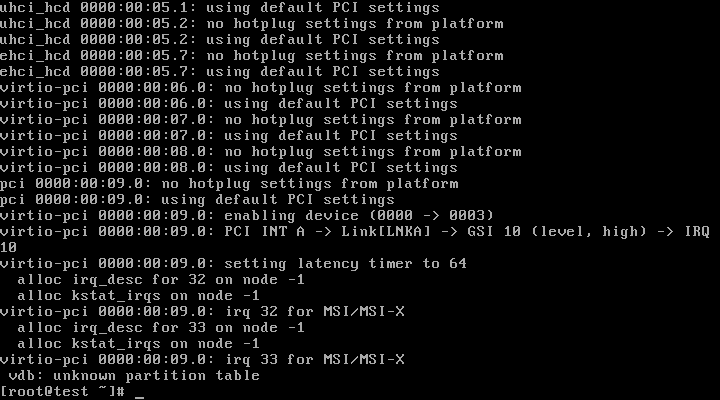 uhci_hcd 0000:00:05.1: using default PCI settings
uhci_hcd 0000:00:05.2: no hotplug settings from platform
uhci_hcd 0000:00:05.2: using default PCI settings
ehci_hcd 0000:00:05.7: no hotplug settings from platform
ehci_hcd 0000:00:05.7: using default PCI settings
virtio-pci 0000:00:06.0: no hotplug settings from platform
virtio-pci 0000:00:06.0: using default PCI settings
virtio-pci 0000:00:07.0: no hotplug settings from platform
virtio-pci 0000:00:07.0: using default PCI settings
virtio-pci 0000:00:08.0: no hotplug settings from platform
virtio-pci 0000:00:08.0: using default PCI settings
pci 0000:00:09.0: no hotplug settings from platform
pci 0000:00:09.0: using default PCI settings
virtio-pci 0000:00:09.0: enabling device (0000 -> 0003)
virtio-pci 0000:00:09.0: PCI INT A -> Link[LNKA] -> GSI 10 (level, high) -> IRQ
10
virtio-pci 0000:00:09.0: setting latency timer to 64
  alloc irq_desc for 32 on node -1
  alloc kstat_irqs on node -1
virtio-pci 0000:00:09.0: irq 32 for MSI/MSI-X
  alloc irq_desc for 33 on node -1
  alloc kstat_irqs on node -1
virtio-pci 0000:00:09.0: irq 33 for MSI/MSI-X
 vdb: unknown partition table
[root@test ~]# _